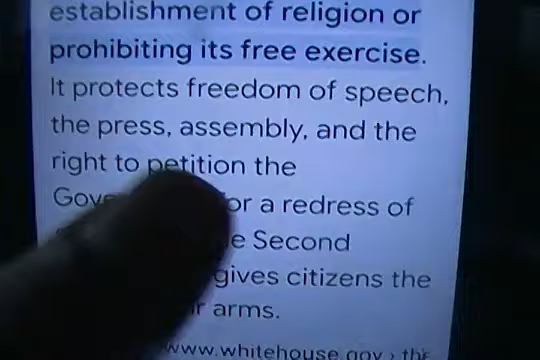 establishment of religion or
prohibiting its free exercise.
It protects freedom of speech,
the press, assembly, and the
right to petition the
or a redress of
Second
gives citizens the
arms.
www.whitehouse.gov › the